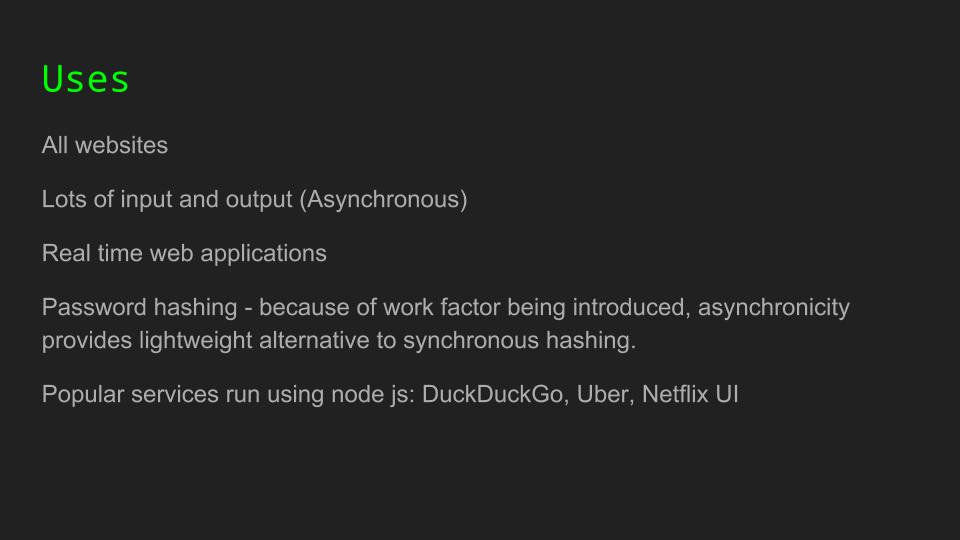 Uses
All websites
Lots of input and output (Asynchronous)
Real time web applications
Password hashing - because of work factor being introduced, asynchronicity
provides lightweight alternative to synchronous hashing.
Popular services run using node js: DuckDuckGo, Uber, Netflix UI